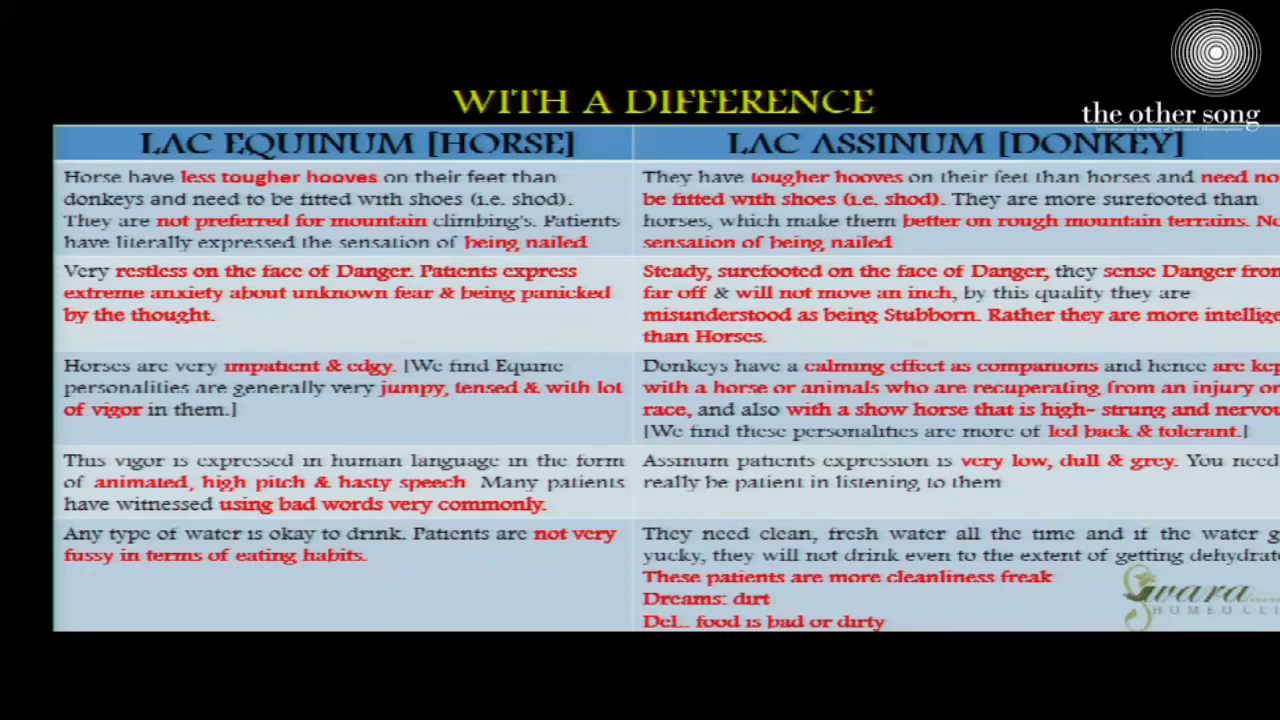 the other song
WITH A DIFFERENCE
LAC EQUINUM [HORSE]
LAC ASSINUM [DONKEY]
Horse have less tougher hooves on their feet than
donkeys and need to be fitted with shoes (i.e. shod).
They are not preferred for mountain climbing's. Patients
have literally expressed the sensation of being nailed
They have tougher hooves on their feet than horses and need no
be fitted with shoes (i.e. shod). They are more surefooted than
horses, which make them better on rough mountain terrains. No
sensation of being nailed
Very restless on the face of Danger. Patients express
extreme anxiety about unknown fear & being panicked
by the thought.
Steady, surefooted on the face of Danger, they sense Danger from
far off & will not move an inch, by this quality they are
misunderstood as being Stubborn. Rather they are more intellige
than Horses.
Horses are very impatient & edgy. [We find Equine
personalities are generally very jumpy, tensed & with lot
of vigor in them.]
Donkeys have a calming effect as companions and hence are kep
with a horse or animals who are recuperating from an injury or
race, and also with a show horse that is high- strung and nervou
[We find these personalities are more of led back & tolerant.]
This vigor is expressed in human language in the form
of animated, high pitch & hasty speech Many patients
have witnessed using bad words very commonly.
Assinum patients expression is very low, dull & grey. You need
really be patient in listening to them
Any type of water is okay to drink. Patients are not very
fussy in terms of eating habits.
They need clean, fresh water all the time and if the water g
yucky, they will not drink even to the extent of getting dehydrate
These patients are more cleanliness freak
Dreams: dirt
Del.. food is bad or dirty
Swara
HOMEO CLI